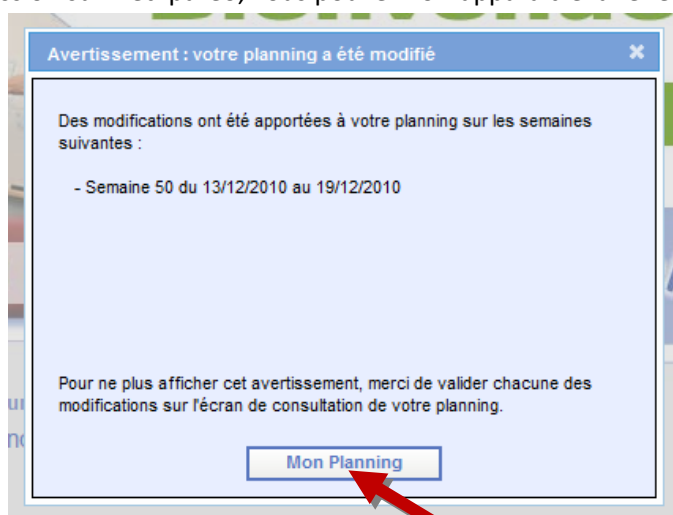 Avertissement : votre planning a été modifié
Des modifications ont été apportées à votre planning sur les semaines
suivantes :
- Semaine 50 du 13/12/2010 au 19/12/2010
Pour ne plus afficher cet avertissement, merci de valider chacune des
modifications sur l'écran de consultation de votre planning.
Mon Planning